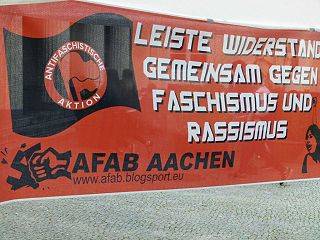 ANTIFASCHISTISCHE
AKTION
LEISTE WIDERSTAND
GEMEINSAM GEGEN
FASCHISMUS UND
RASSISMUS
AFAB AACHEN
www.afab.blogsport.eu